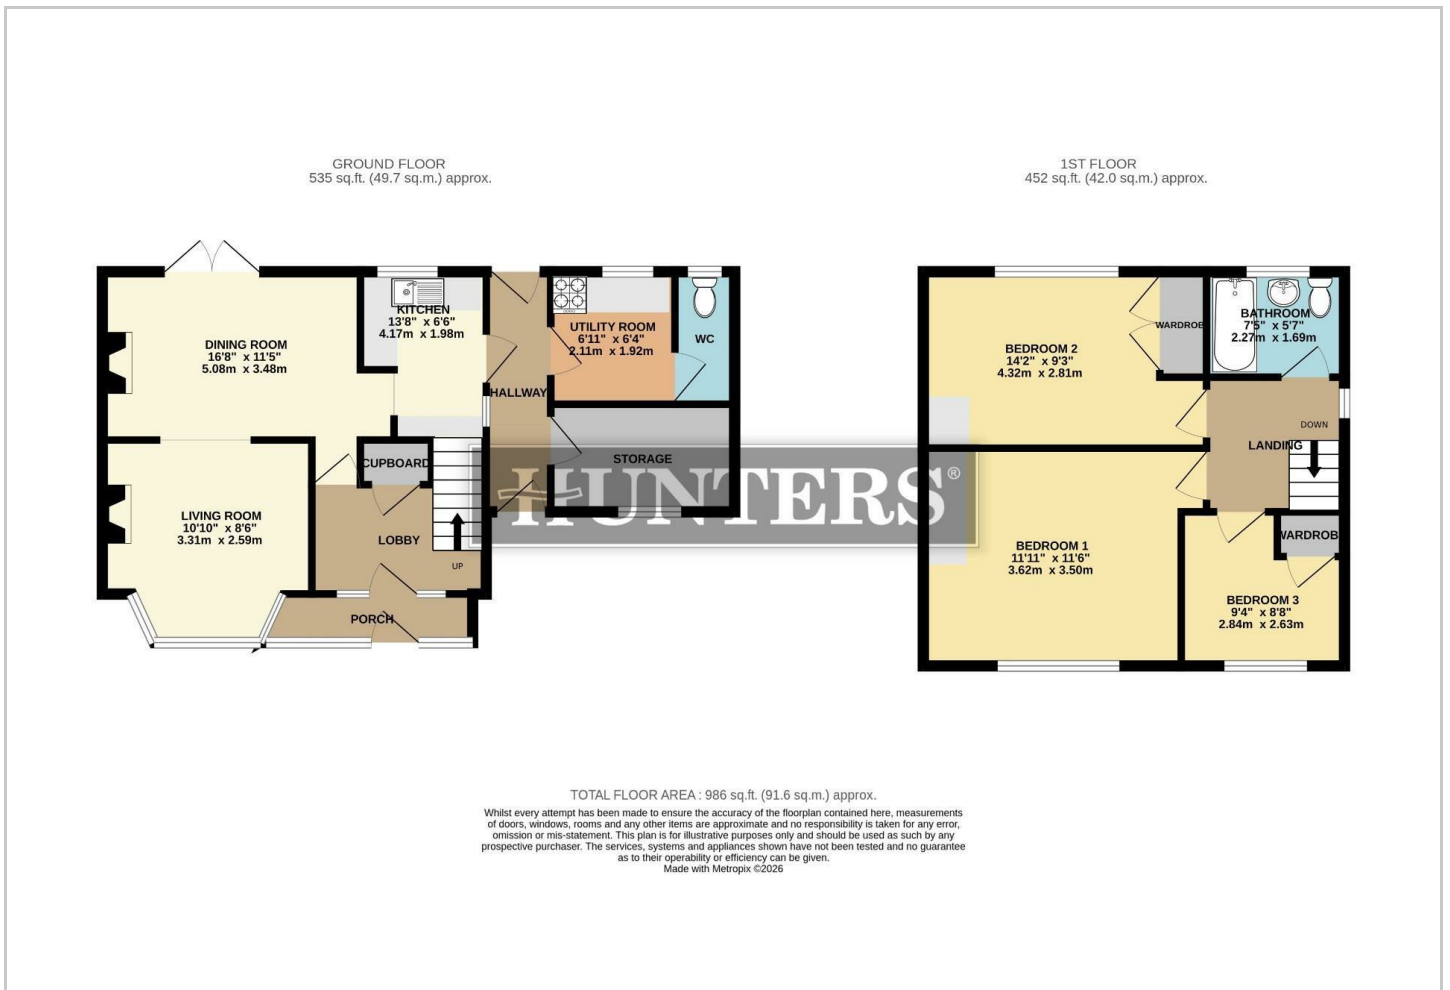 GROUND FLOOR
535 sq.ft. (49.7 sq.m.) approx.
1ST FLOOR
452 sq.ft. (42.0 sq.m.) approx.
DINING ROOM
16'8" x 11'5"
5.08m x 3.48m
KITCHEN
13'8" x 6'6"
4.17m x 1.98m
UTILITY ROOM
6'11" x 6'4"
2.11m x 1.92m
WC
HALLWAY
CUPBOARD
STORAGE
LIVING ROOM
10'10" x 8'6"
3.31m x 2.59m
LOBBY
UP
PORCH
HUNTERS®
BEDROOM 2
14'2" x 9'3"
4.32m x 2.81m
WARDROB
BATHROOM
7'5" x 5'7"
2.27m x 1.69m
DOWN
LANDING
BEDROOM 1
11'11" x 11'6"
3.62m x 3.50m
WARDROB
BEDROOM 3
9'4" x 8'8"
2.84m x 2.63m
TOTAL FLOOR AREA : 986 sq.ft. (91.6 sq.m.) approx.
Whilst every attempt has been made to ensure the accuracy of the floorplan contained here, measurements
of doors, windows, rooms and any other items are approximate and no responsibility is taken for any error,
omission or mis-statement. This plan is for illustrative purposes only and should be used as such by any
prospective purchaser. The services, systems and appliances shown have not been tested and no guarantee
as to their operability or efficiency can be given.
Made with Metropix ©2026